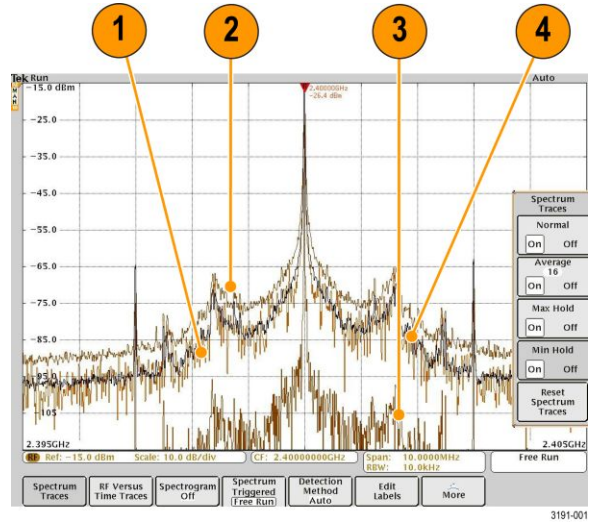 1
2
3
4
Tek Run
Auto
-15.0 dBm
2.40000GHz
-26.4 dBm
-25.0
-35.0
-45.0
-55.0
-65.0
-75.0
-85.0
-95.0
-105
2.395GHz
2.405GHz
Spectrum
Traces
Normal
On Off
Average
16
On Off
Max Hold
On Off
Min Hold
On Off
Reset
Spectrum
Traces
RF Ref: -15.0 dBm Scale: 10.0 dB/div
CF: 2.40000000GHz
Span: 10.0000MHz
RBW: 10.0kHz
Free Run
Spectrum
Traces
RF Versus
Time Traces
Spectrogram
Off
Spectrum
Triggered
Free Run
Detection
Method
Auto
Edit
Labels
More
3191-001